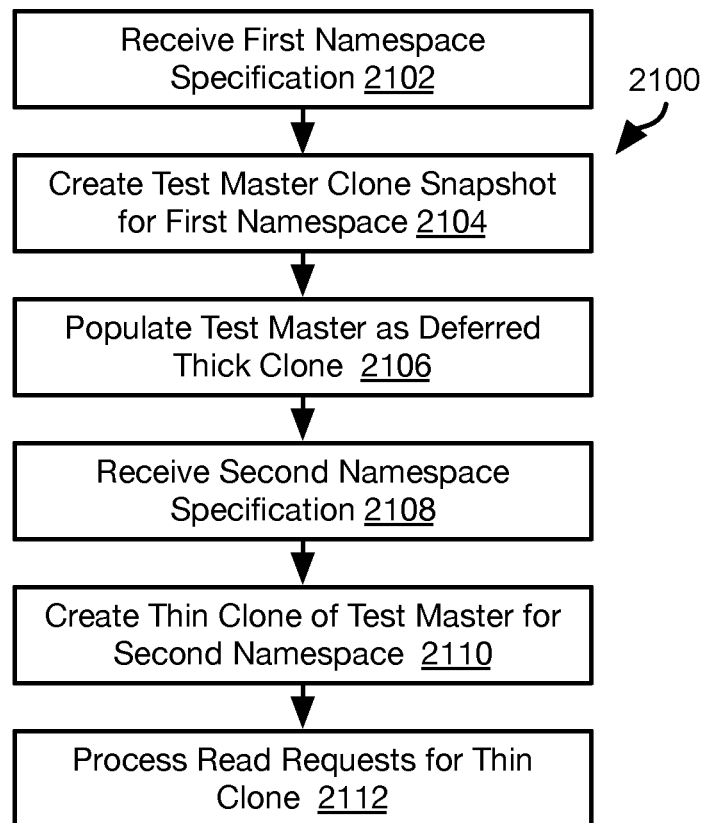 Receive First Namespace
Specification 2102
2100
Create Test Master Clone Snapshot
for First Namespace 2104
Populate Test Master as Deferred
Thick Clone 2106
Receive Second Namespace
Specification 2108
Create Thin Clone of Test Master for
Second Namespace 2110
Process Read Requests for Thin
Clone 2112